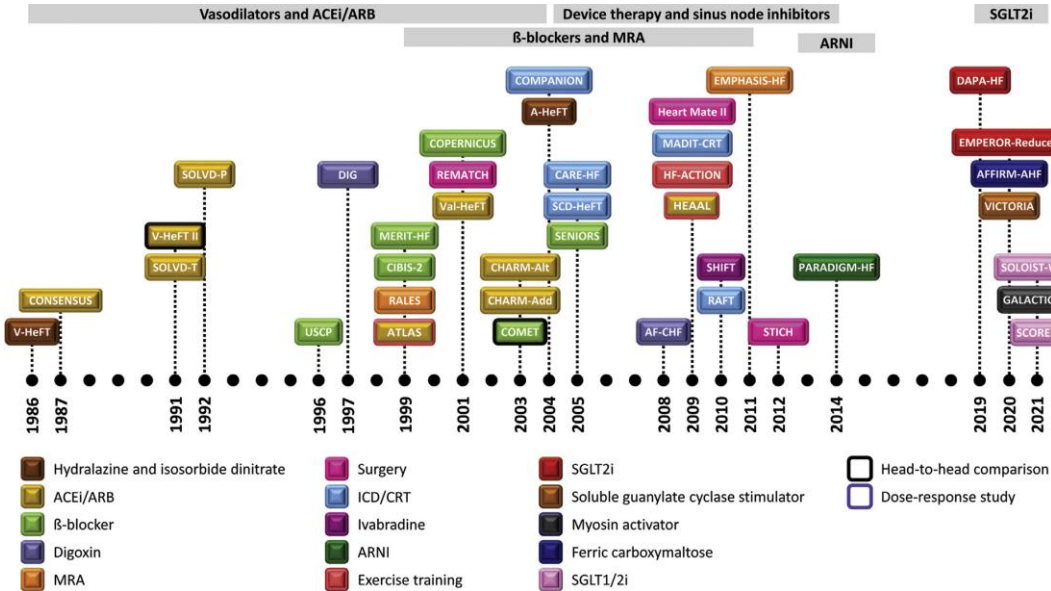 Vasodilators and ACEi/ARB
Device therapy and sinus node inhibitors
SGLT2i
ß-blockers and MRA
ARNI
COMPANION
EMPHASIS-HF
DAPA-HF
A-HeFT
Heart Mate II
COPERNICUS
MADIT-CRT
EMPEROR-Reduce
SOLVD-P
DIG
REMATCH
CARE-HF
HF-ACTION
AFFIRM-AHF
Val-HeFT
SCD-HeFT
HEAAL
VICTORIA
V-HeFT II
MERIT-HF
SENIORS
SOLVD-T
CIBIS-2
CHARM-Alt
SHIFT
PARADIGM-HF
SOLOIST-W
CONSENSUS
RALES
CHARM-Add
RAFT
GALACTIC
V-HeFT
USCP
ATLAS
COMET
AF-CHF
STICH
SCORE
1986
1987
1991
1992
1996
1997
1999
2001
2003
2004
2005
2008
2009
2010
2011
2012
2014
2019
2020
2021
Hydralazine and isosorbide dinitrate
ACEi/ARB
ß-blocker
Digoxin
MRA
Surgery
ICD/CRT
Ivabradine
ARNI
Exercise training
SGLT2i
Soluble guanylate cyclase stimulator
Myosin activator
Ferric carboxymaltose
SGLT1/2i
Head-to-head comparison
Dose-response study